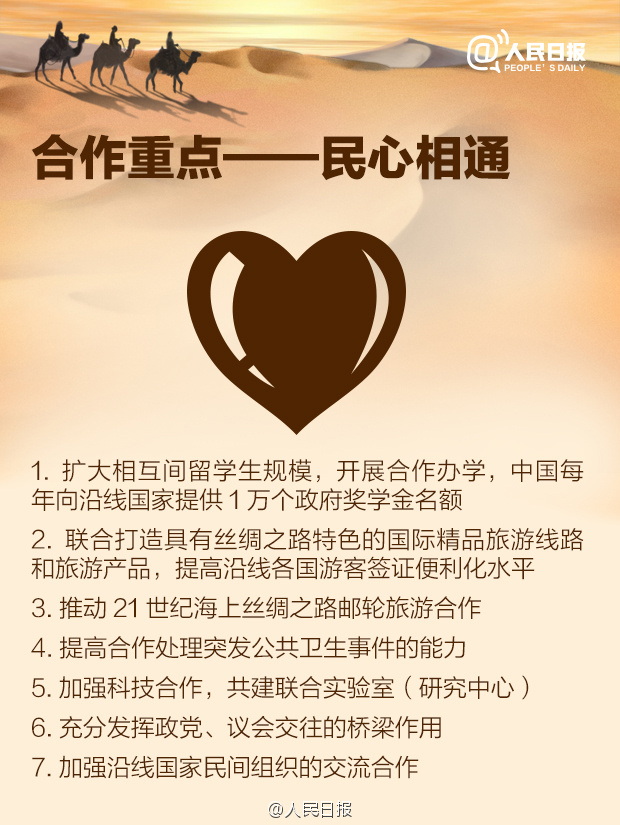 @人民日报
PEOPLE'S DAILY
合作重点——民心相通
1. 扩大相互间留学生规模，开展合作办学，中国每
年向沿线国家提供1万个政府奖学金名额
2. 联合打造具有丝绸之路特色的国际精品旅游线路
和旅游产品，提高沿线各国游客签证便利化水平
3. 推动21世纪海上丝绸之路邮轮旅游合作
4. 提高合作处理突发公共卫生事件的能力
5. 加强科技合作，共建联合实验室（研究中心）
6. 充分发挥政党、议会交往的桥梁作用
7. 加强沿线国家民间组织的交流合作
@人民日报